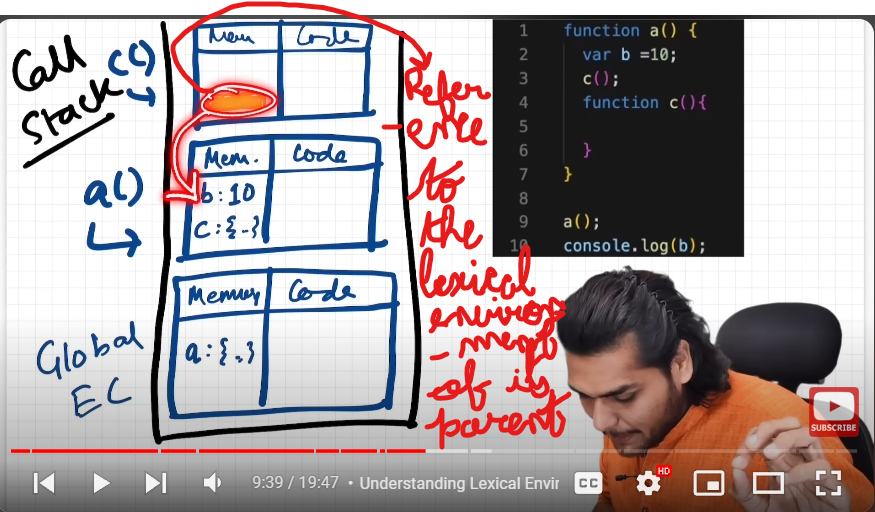 Call
Stack
c()
Mem
Code
a()
Mem.
Code
b:10
c:{..}
Global
EC
Memory
Code
a:{..}
Refer
-ence
to
the
lexical
environ
-ment
of is
parent
1 function a() {
2 var b =10;
3 c();
4 function c(){
5
6 }
7 }
8
9 a();
10 console.log(b);
SUBSCRIBE
9:39 / 19:47 • Understanding Lexical Envir
CC
HD